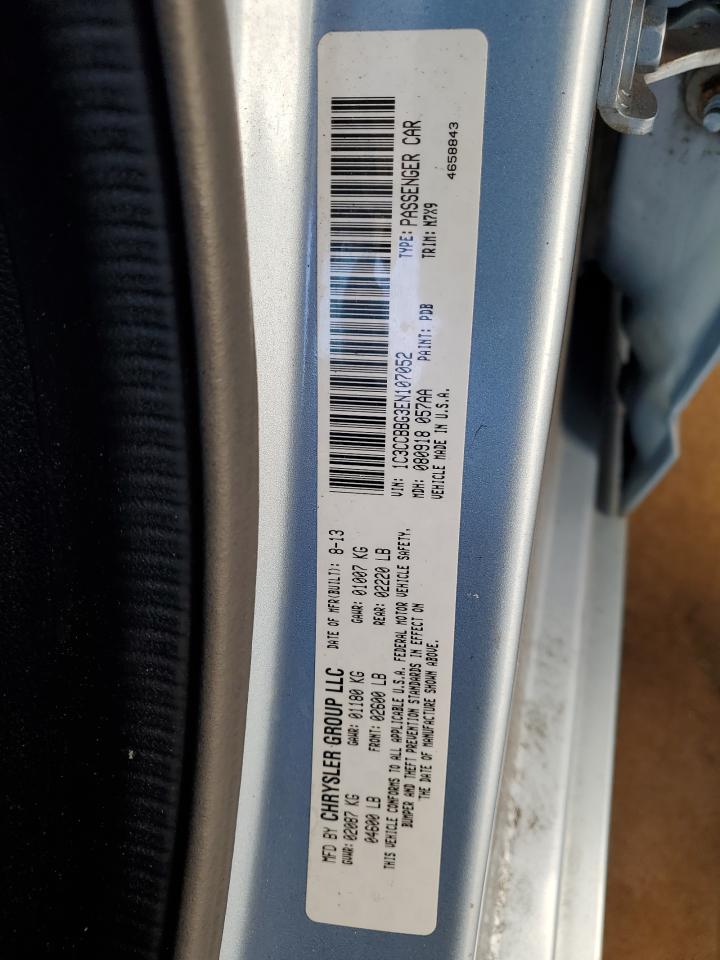 MFD BY CHRYSLER GROUP LLC DATE OF MFR(BUILT): 8-13
GVWR: 02087 KG GAWR: 01180 KG GAWR: 01007 KG
04600 LB FRONT: 02600 LB REAR: 02220 LB
THIS VEHICLE CONFORMS TO ALL APPLICABLE U.S.A. FEDERAL MOTOR VEHICLE SAFETY,
BUMPER AND THEFT PREVENTION STANDARDS IN EFFECT ON
THE DATE OF MANUFACTURE SHOWN ABOVE.
VIN: 1C3CCBBG3EN107052 TYPE: PASSENGER CAR
MDH: 080918 057AA PAINT: PDB TRIM: N7X9
VEHICLE MADE IN U.S.A. 4658843